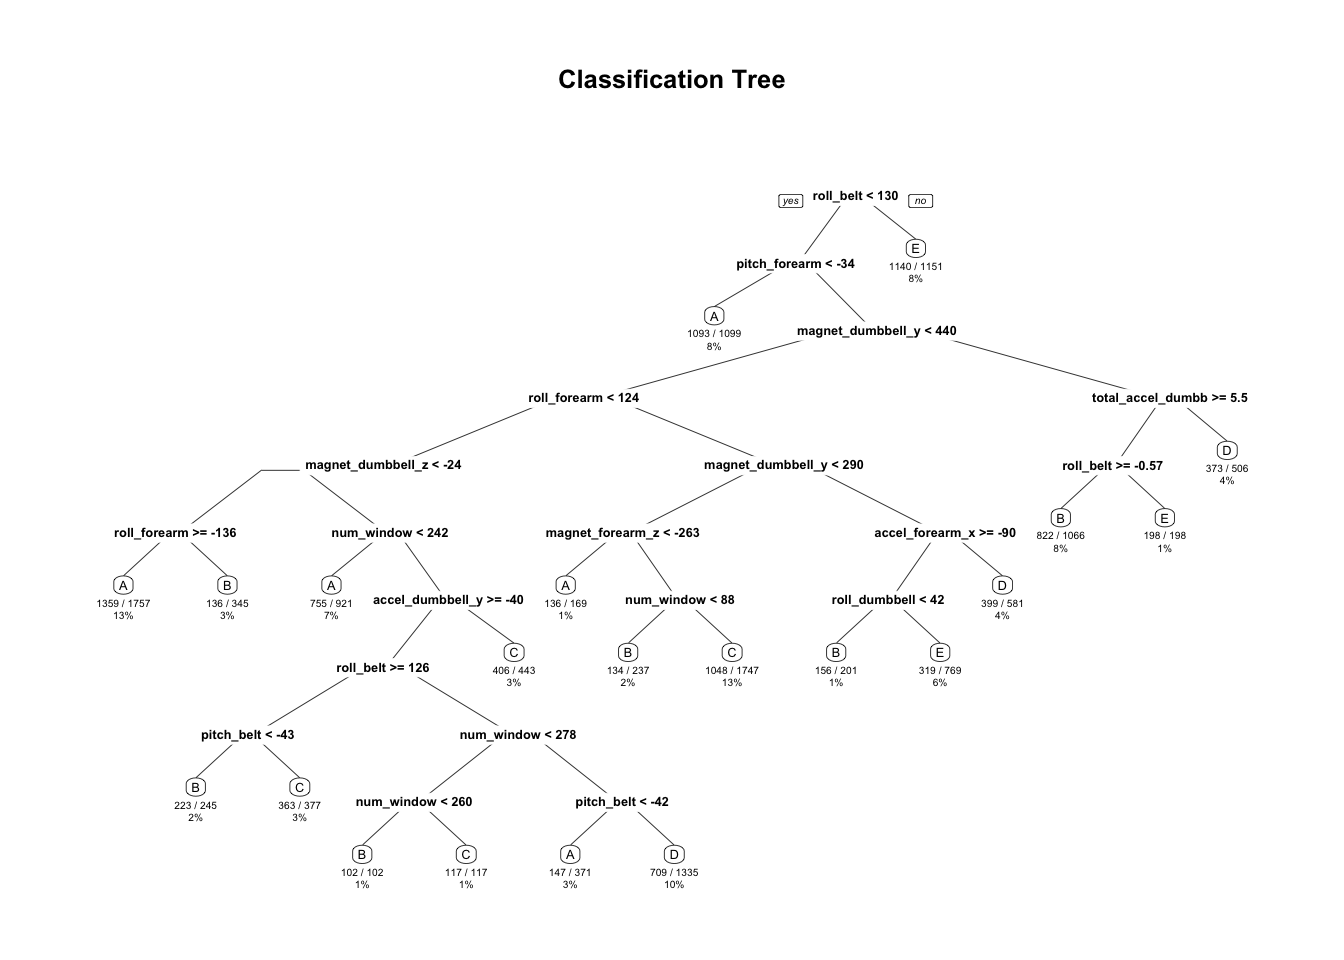 Classification Tree
yes roll_belt < 130 no
E
1140 / 1151
8%
pitch_forearm < -34
A
1093 / 1099
8%
magnet_dumbbell_y < 440
roll_forearm < 124
total_accel_dumbb >= 5.5
D
373 / 506
4%
magnet_dumbbell_z < -24
magnet_dumbbell_y < 290
roll_belt >= -0.57
B
822 / 1066
8%
E
198 / 198
1%
roll_forearm >= -136
num_window < 242
magnet_forearm_z < -263
accel_forearm_x >= -90
A
1359 / 1757
13%
B
136 / 345
3%
A
755 / 921
7%
accel_dumbbell_y >= -40
A
136 / 169
1%
num_window < 88
roll_dumbbell < 42
D
399 / 581
4%
roll_belt >= 126
C
406 / 443
3%
B
134 / 237
2%
C
1048 / 1747
13%
B
156 / 201
1%
E
319 / 769
6%
pitch_belt < -43
num_window < 278
B
223 / 245
2%
C
363 / 377
3%
num_window < 260
pitch_belt < -42
B
102 / 102
1%
C
117 / 117
1%
A
147 / 371
3%
D
709 / 1335
10%